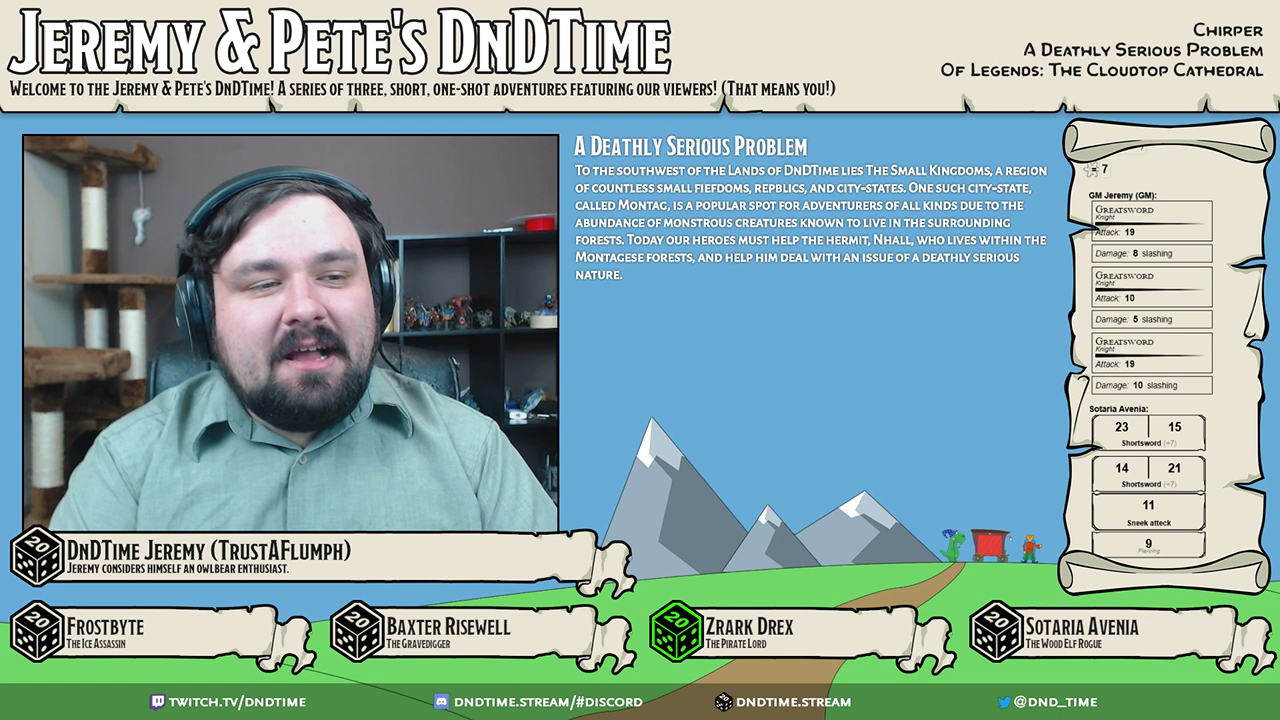 Jeremy & Pete's DnDTime
Welcome to the Jeremy & Pete's DnDTime! A series of three, short, one-shot adventures featuring our viewers! (That means you!)
Chirper
A Deathly Serious Problem
Of Legends: The Cloudtop Cathedral
A Deathly Serious Problem
To the southwest of the Lands of DnDTime lies The Small Kingdoms, a region
of countless small fiefdoms, repblics, and city-states. One such city-state,
called Montag, is a popular spot for adventurers of all kinds due to the
abundance of monstrous creatures known to live in the surrounding
forests. Today our heroes must help the hermit, Nhall, who lives within the
Montagese forests, and help him deal with an issue of a deathly serious
nature.
= 7
GM Jeremy (GM):
Greatsword
Knight
Attack: 19
Damage: 8 slashing
Greatsword
Knight
Attack: 10
Damage: 5 slashing
Greatsword
Knight
Attack: 19
Damage: 10 slashing
Sotaria Avenia:
23 15
Shortsword (+7)
14 21
Shortsword (+7)
11
Sneek atteck
9
Piercing
20
DnDTime Jeremy (TrustAFlumph)
Jeremy considers himself an owlbear enthusiast.
20
Frostbyte
The Ice Assassin
20
Baxter Risewell
The Gravedigger
20
Zrark Drex
The Pirate Lord
20
Sotaria Avenia
The Wood Elf Rogue
twitch.tv/dndtime
dndtime.stream/#discord
dndtime.stream
@dnd_time